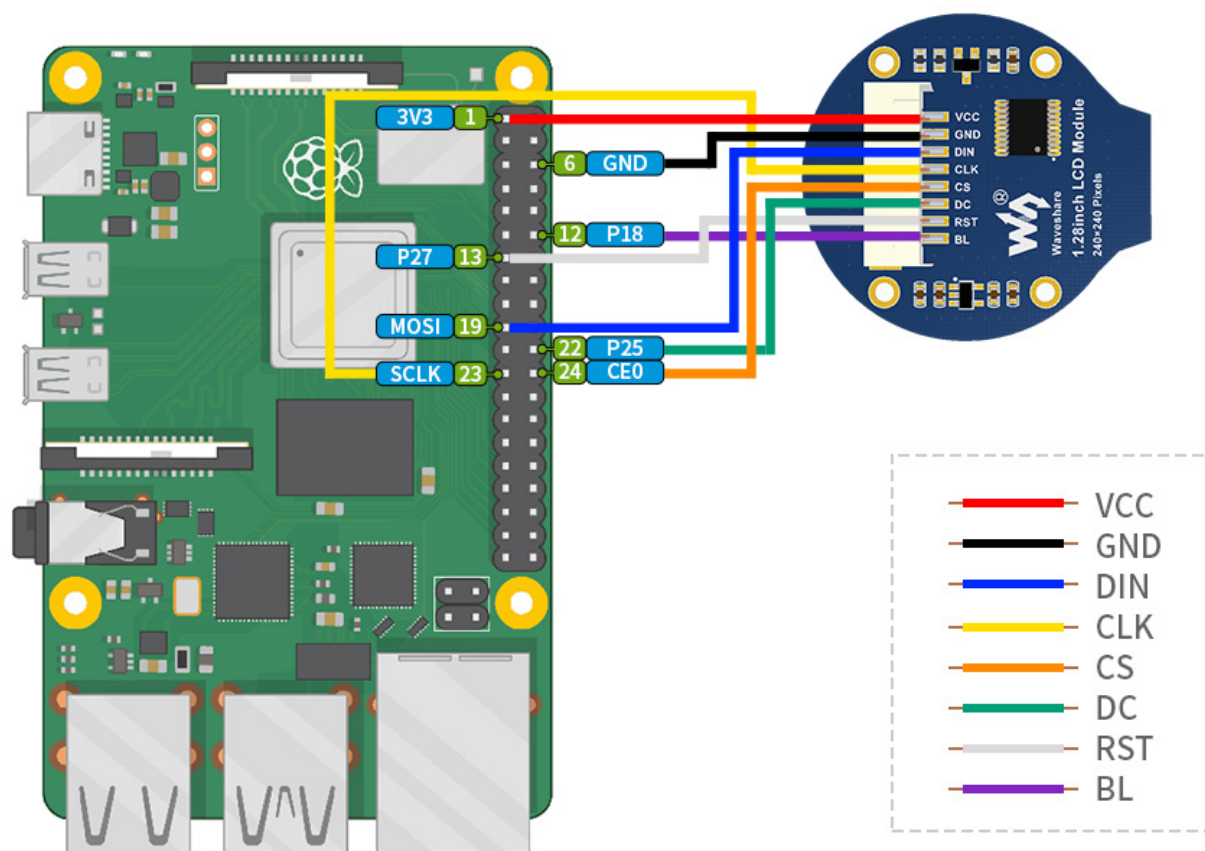 3V3 1
6 GND
12 P18
P27 13
MOSI 19
22 P25
SCLK 23
24 CE0
VCC
GND
DIN
CLK
CS
DC
RST
BL
®
Waveshare
1.28inch LCD Module
240×240 Pixels
VCC
GND
DIN
CLK
CS
DC
RST
BL